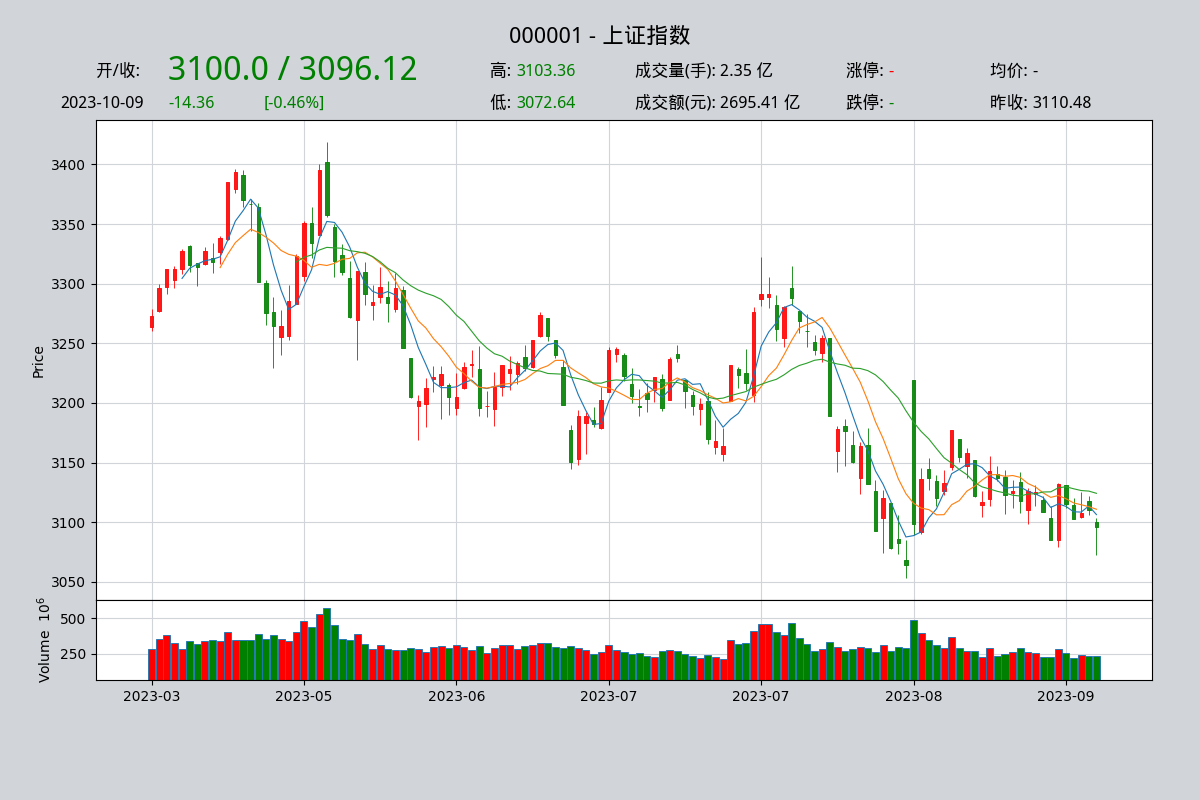 000001 - 上证指数
开/收: 3100.0 / 3096.12 高: 3103.36 成交量(手): 2.35 亿 涨停: - 均价: -
2023-10-09 -14.36 [-0.46%] 低: 3072.64 成交额(元): 2695.41 亿 跌停: - 昨收: 3110.48
3400
3350
3300
3250
3200
3150
3100
3050
Price
500
250
Volume 10^6
2023-03 2023-05 2023-06 2023-07 2023-07 2023-08 2023-09